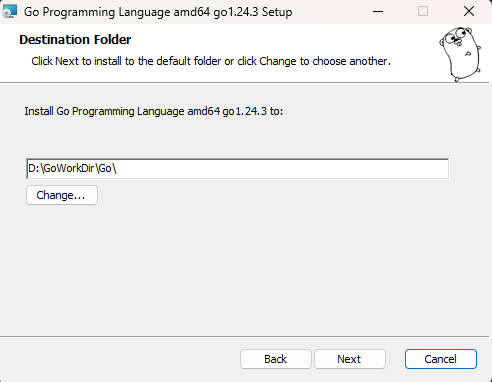 Go Programming Language amd64 go1.24.3 Setup
Destination Folder
Click Next to install to the default folder or click Change to choose another.
Install Go Programming Language amd64 go1.24.3 to:
D:\GoWorkDir\Go\
Change...
Back Next Cancel